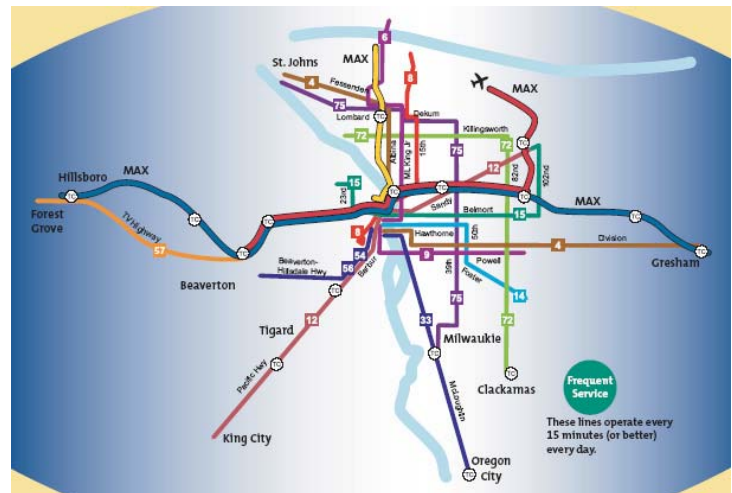 6
MAX
St. Johns
8
4
Fessenden
MAX
75
Lombard
TC
Dekum
Killingsworth
72
72
Albina
ML King Jr
15th
75
TC
12
82nd
102nd
Hillsboro
MAX
TC
15
23rd
TC
TC
Sandy
TC
MAX
Forest
Grove
TV Highway
TC
TC
Belmont
15
TC
57
TC
8
50th
Hawthorne
4
Division
TC
Gresham
Beaverton
Beaverton-
Hillsdale Hwy
54
56
Barbur
9
Powell
39th
Foster
14
TC
75
Tigard
12
33
72
Milwaukie
TC
TC
Pacific Hwy
McLoughlin
Clackamas
TC
King City
Oregon
City
TC
Frequent
Service
These lines operate every
15 minutes (or better)
every day.